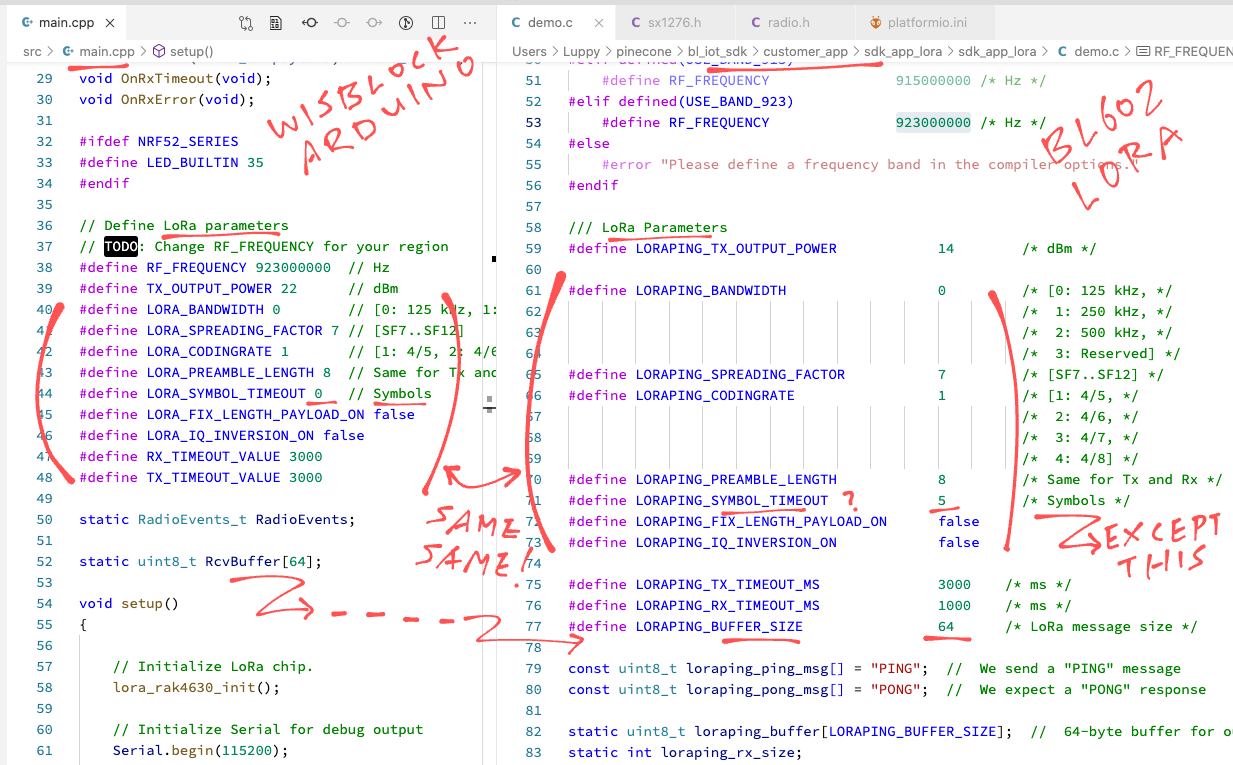 main.cpp
src > main.cpp > setup()
29 void OnRxTimeout(void);
30 void OnRxError(void);
31
32 #ifdef NRF52_SERIES
33 #define LED_BUILTIN 35
34 #endif
35
36 // Define LoRa parameters
37 // TODO: Change RF_FREQUENCY for your region
38 #define RF_FREQUENCY 923000000 // Hz
39 #define TX_OUTPUT_POWER 22 // dBm
40 #define LORA_BANDWIDTH 0 // [0: 125 kHz, 1:
41 #define LORA_SPREADING_FACTOR 7 // [SF7..SF12]
42 #define LORA_CODINGRATE 1 // [1: 4/5, 2: 4/6
43 #define LORA_PREAMBLE_LENGTH 8 // Same for Tx and
44 #define LORA_SYMBOL_TIMEOUT 0 // Symbols
45 #define LORA_FIX_LENGTH_PAYLOAD_ON false
46 #define LORA_IQ_INVERSION_ON false
47 #define RX_TIMEOUT_VALUE 3000
48 #define TX_TIMEOUT_VALUE 3000
49
50 static RadioEvents_t RadioEvents;
51
52 static uint8_t RcvBuffer[64];
53
54 void setup()
55 {
56
57 // Initialize LoRa chip.
58 lora_rak4630_init();
59
60 // Initialize Serial for debug output
61 Serial.begin(115200);
WISBLOCK
ARDUINO
SAME
SAME!
demo.c
sx1276.h
radio.h
platformio.ini
Users > Luppy > pinecone > bl_iot_sdk > customer_app > sdk_app_lora > sdk_app_lora > demo.c > RF_FREQUEN
51 #define RF_FREQUENCY 915000000 /* Hz */
52 #elif defined(USE_BAND_923)
53 #define RF_FREQUENCY 923000000 /* Hz */
54 #else
55 #error "Please define a frequency band in the compiler options."
56 #endif
57
58 /// LoRa Parameters
59 #define LORAPING_TX_OUTPUT_POWER 14 /* dBm */
60
61 #define LORAPING_BANDWIDTH 0 /* [0: 125 kHz, */
62 /* 1: 250 kHz, */
63 /* 2: 500 kHz, */
64 /* 3: Reserved] */
65 #define LORAPING_SPREADING_FACTOR 7 /* [SF7..SF12] */
66 #define LORAPING_CODINGRATE 1 /* [1: 4/5, */
67 /* 2: 4/6, */
68 /* 3: 4/7, */
69 /* 4: 4/8] */
70 #define LORAPING_PREAMBLE_LENGTH 8 /* Same for Tx and Rx */
71 #define LORAPING_SYMBOL_TIMEOUT ? 5 /* Symbols */
72 #define LORAPING_FIX_LENGTH_PAYLOAD_ON false
73 #define LORAPING_IQ_INVERSION_ON false
74
75 #define LORAPING_TX_TIMEOUT_MS 3000 /* ms */
76 #define LORAPING_RX_TIMEOUT_MS 1000 /* ms */
77 #define LORAPING_BUFFER_SIZE 64 /* LoRa message size */
78
79 const uint8_t loraping_ping_msg[] = "PING"; // We send a "PING" message
80 const uint8_t loraping_pong_msg[] = "PONG"; // We expect a "PONG" response
81
82 static uint8_t loraping_buffer[LORAPING_BUFFER_SIZE]; // 64-byte buffer for
83 static int loraping_rx_size;
BL602
LORA
EXCEPT
THIS